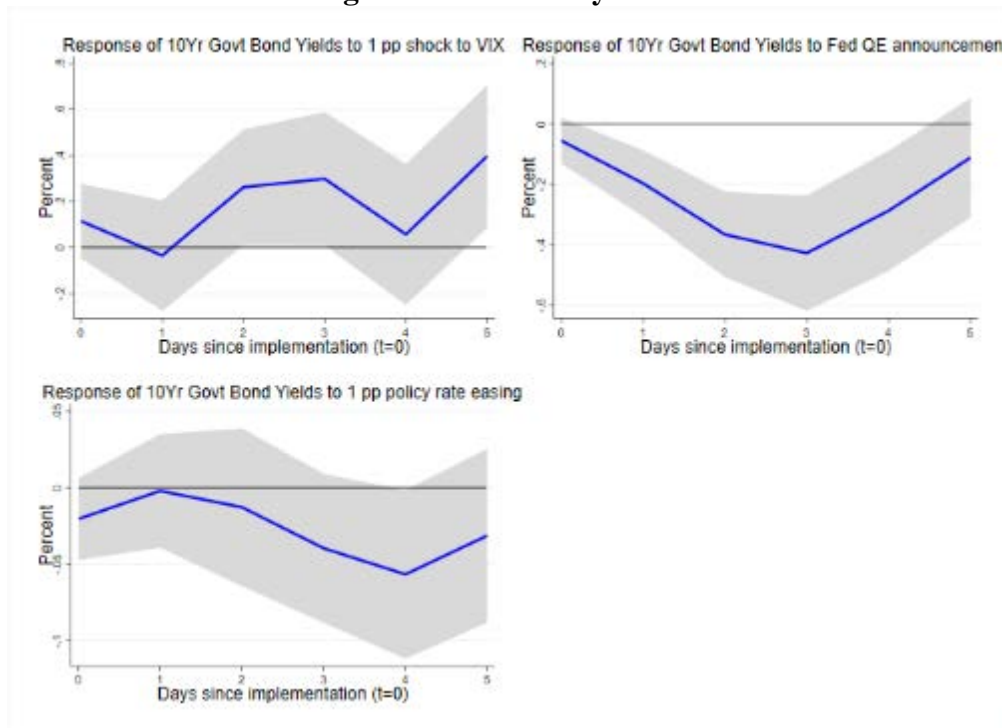 Response of 10Yr Govt Bond Yields to 1 pp shock to VIX
Percent
.8
.6
.4
.2
0
-.2
0 1 2 3 4 5
Days since implementation (t=0)
Response of 10Yr Govt Bond Yields to Fed QE announcemen
Percent
.2
0
-.2
-.4
-.6
0 1 2 3 4 5
Days since implementation (t=0)
Response of 10Yr Govt Bond Yields to 1 pp policy rate easing
Percent
.05
0
-.05
-.1
0 1 2 3 4 5
Days since implementation (t=0)